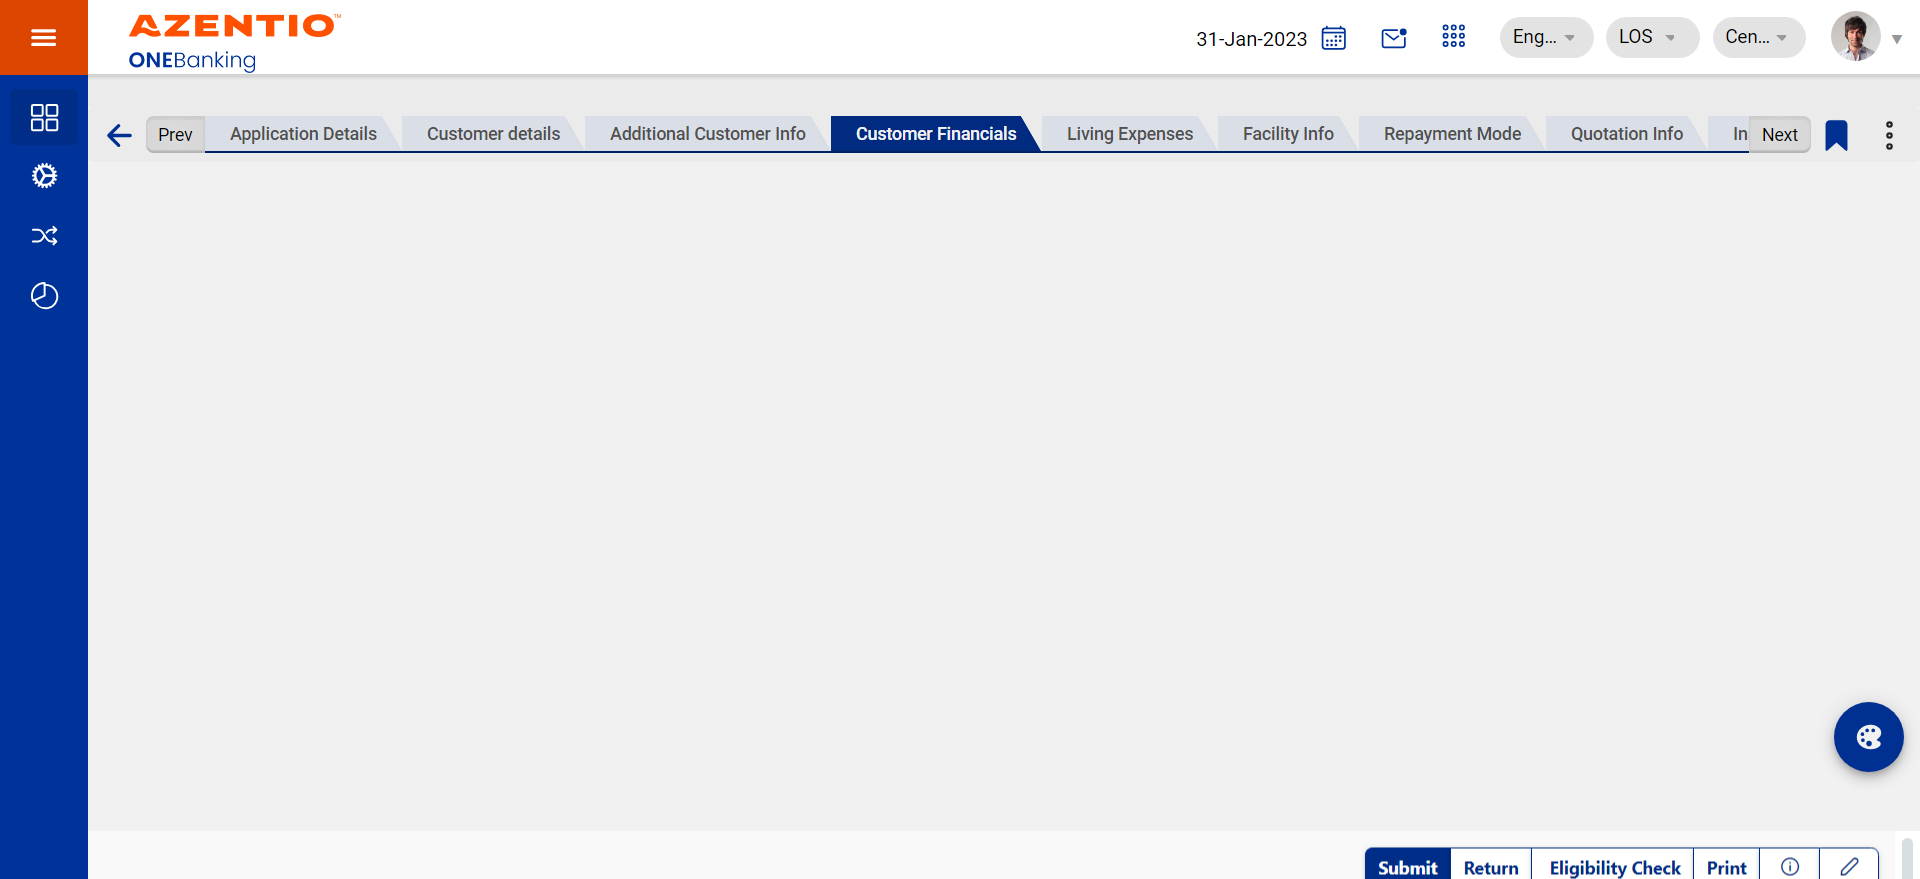 AZENTIO™
ONEBanking
31-Jan-2023
Eng...
LOS
Cen...
Prev
Application Details
Customer details
Additional Customer Info
Customer Financials
Living Expenses
Facility Info
Repayment Mode
Quotation Info
In
Next
Submit
Return
Eligibility Check
Print